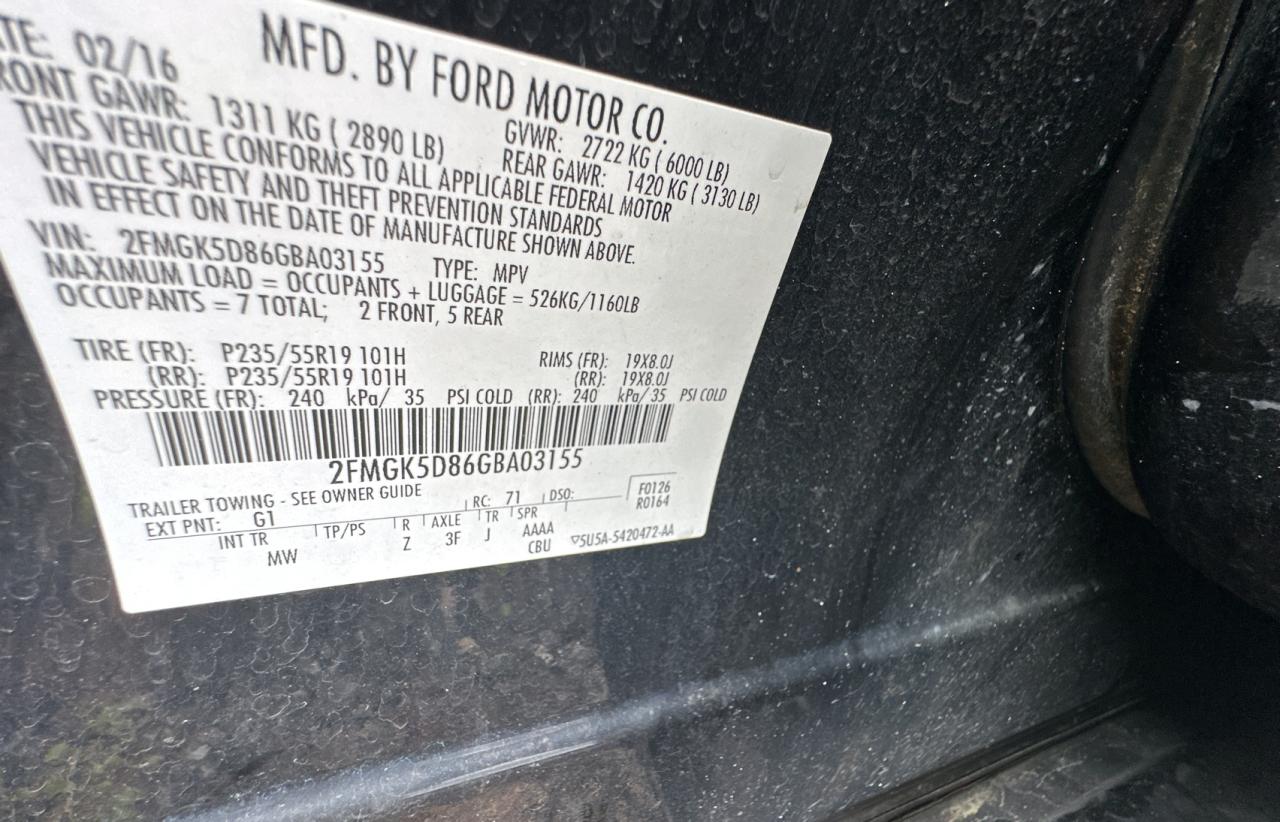 TE: 02/16
MFD. BY FORD MOTOR CO.
RONT GAWR: 1311 KG ( 2890 LB) GVWR: 2722 KG ( 6000 LB)
REAR GAWR: 1420 KG ( 3130 LB)
THIS VEHICLE CONFORMS TO ALL APPLICABLE FEDERAL MOTOR
VEHICLE SAFETY AND THEFT PREVENTION STANDARDS
IN EFFECT ON THE DATE OF MANUFACTURE SHOWN ABOVE.
VIN: 2FMGK5D86GBA03155 TYPE: MPV
MAXIMUM LOAD = OCCUPANTS + LUGGAGE = 526KG/1160LB
OCCUPANTS = 7 TOTAL; 2 FRONT, 5 REAR
TIRE (FR): P235/55R19 101H RIMS (FR): 19X8.0J
(RR): P235/55R19 101H (RR): 19X8.0J
PRESSURE (FR): 240 kPa/ 35 PSI COLD (RR): 240 kPa/ 35 PSI COLD
2FMGK5D86GBA03155
TRAILER TOWING - SEE OWNER GUIDE
EXT PNT: G1 RC: 71 DSO: F0126
R0164
INT TR TP/PS R AXLE TR SPR
MW Z 3F J AAAA
CBU ▽5U5A-5420472-AA